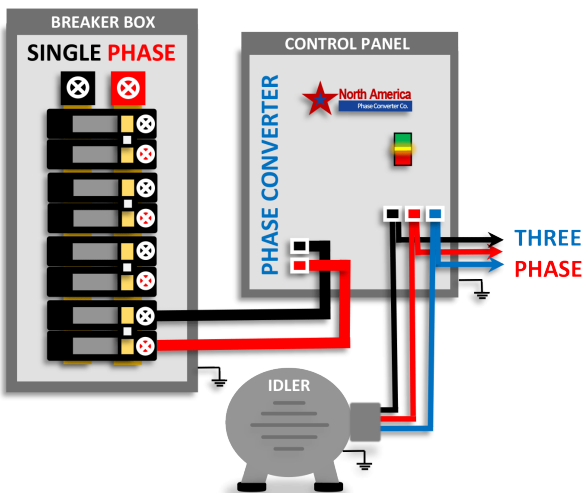 BREAKER BOX
SINGLE PHASE
CONTROL PANEL
North America
Phase Converter Co.
PHASE CONVERTER
THREE
PHASE
IDLER